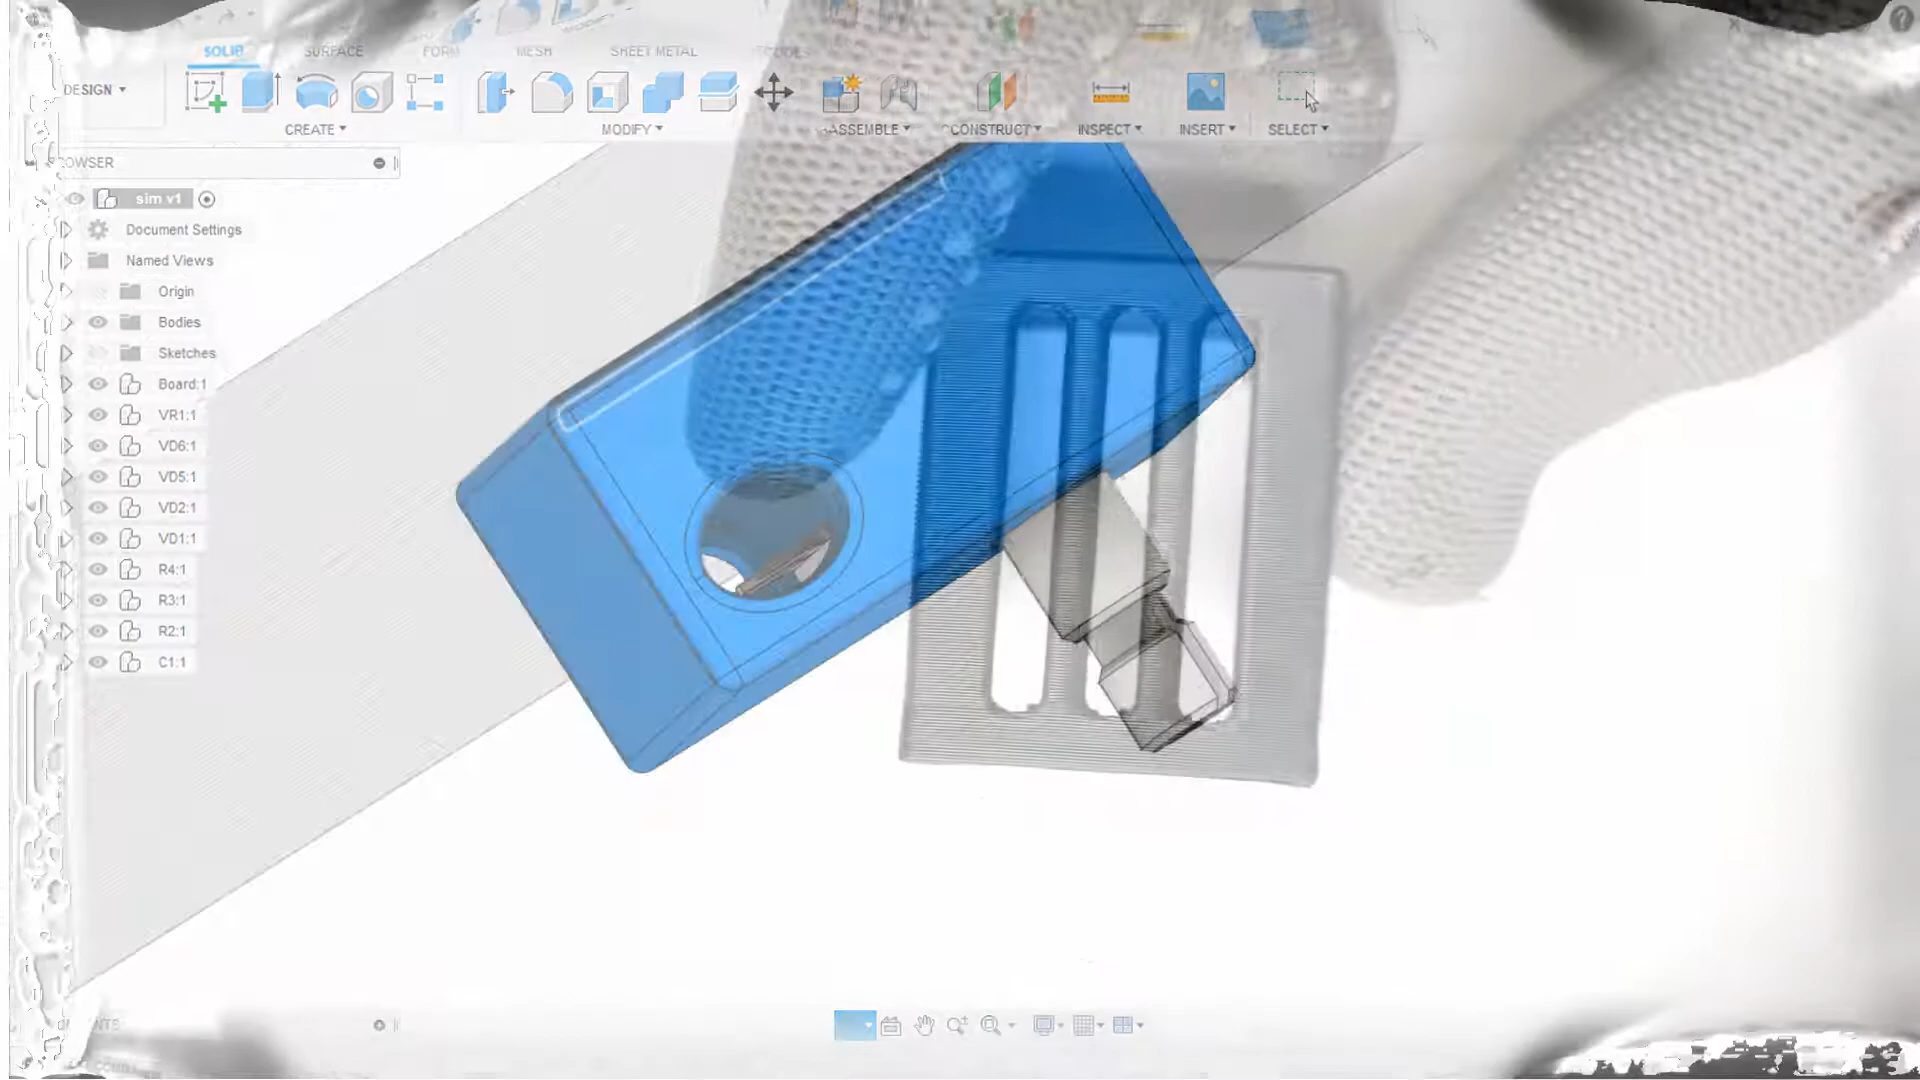 SOLID SURFACE FORM MESH SHEET METAL
DESIGN
CREATE MODIFY ASSEMBLE CONSTRUCT INSPECT INSERT SELECT
sim v1
Document Settings
Named Views
Origin
Bodies
Sketches
Board:1
VR1:1
VD6:1
VD5:1
VD2:1
VD1:1
R4:1
R3:1
R2:1
C1:1